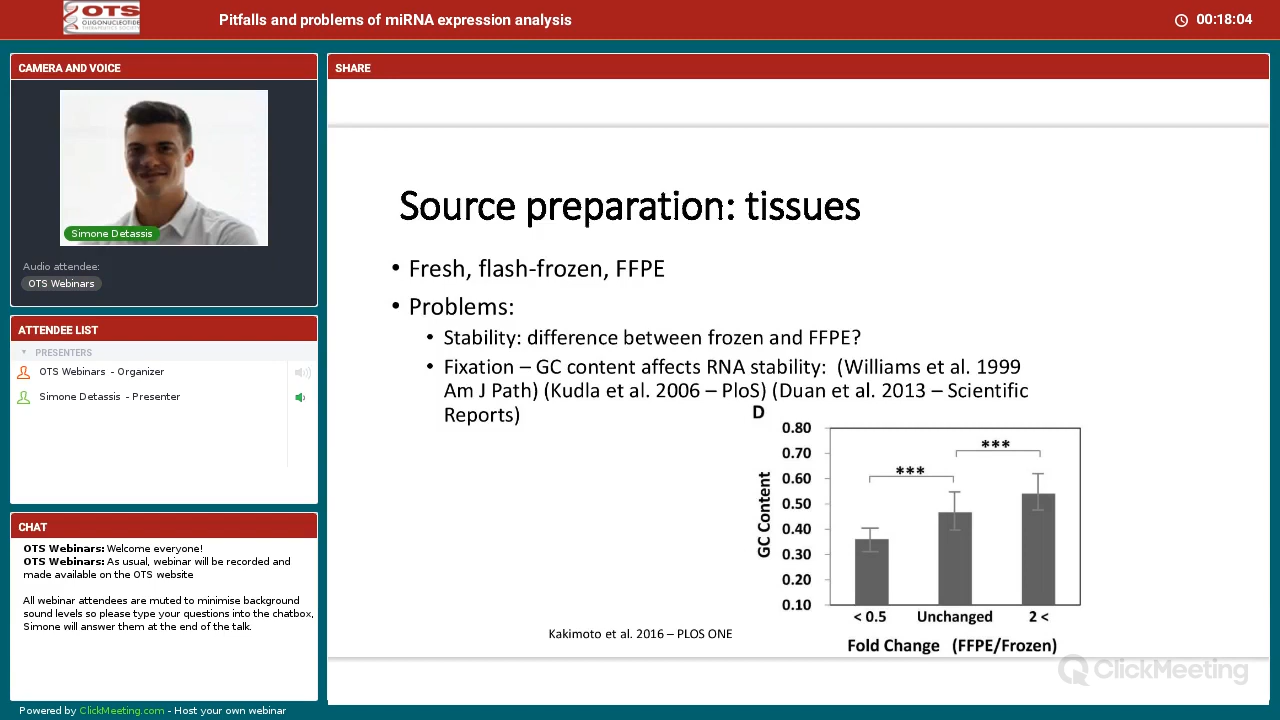 OTS
OLIGONUCLEOTIDE
THERAPEUTICS SOCIETY
Pitfalls and problems of miRNA expression analysis
00:18:04
CAMERA AND VOICE
Simone Detassis
Audio attendee:
OTS Webinars
ATTENDEE LIST
PRESENTERS
OTS Webinars - Organizer
Simone Detassis - Presenter
CHAT
OTS Webinars: Welcome everyone!
OTS Webinars: As usual, webinar will be recorded and
made available on the OTS website
All webinar attendees are muted to minimise background
sound levels so please type your questions into the chatbox,
Simone will answer them at the end of the talk.
Powered by ClickMeeting.com - Host your own webinar
SHARE
Source preparation: tissues
• Fresh, flash-frozen, FFPE
• Problems:
• Stability: difference between frozen and FFPE?
• Fixation – GC content affects RNA stability: (Williams et al. 1999
Am J Path) (Kudla et al. 2006 – PloS) (Duan et al. 2013 – Scientific
Reports)
D
GC Content
0.80
0.70
0.60
0.50
0.40
0.30
0.20
0.10
***
***
< 0.5
Unchanged
2 <
Fold Change (FFPE/Frozen)
Kakimoto et al. 2016 – PLOS ONE
ClickMeeting